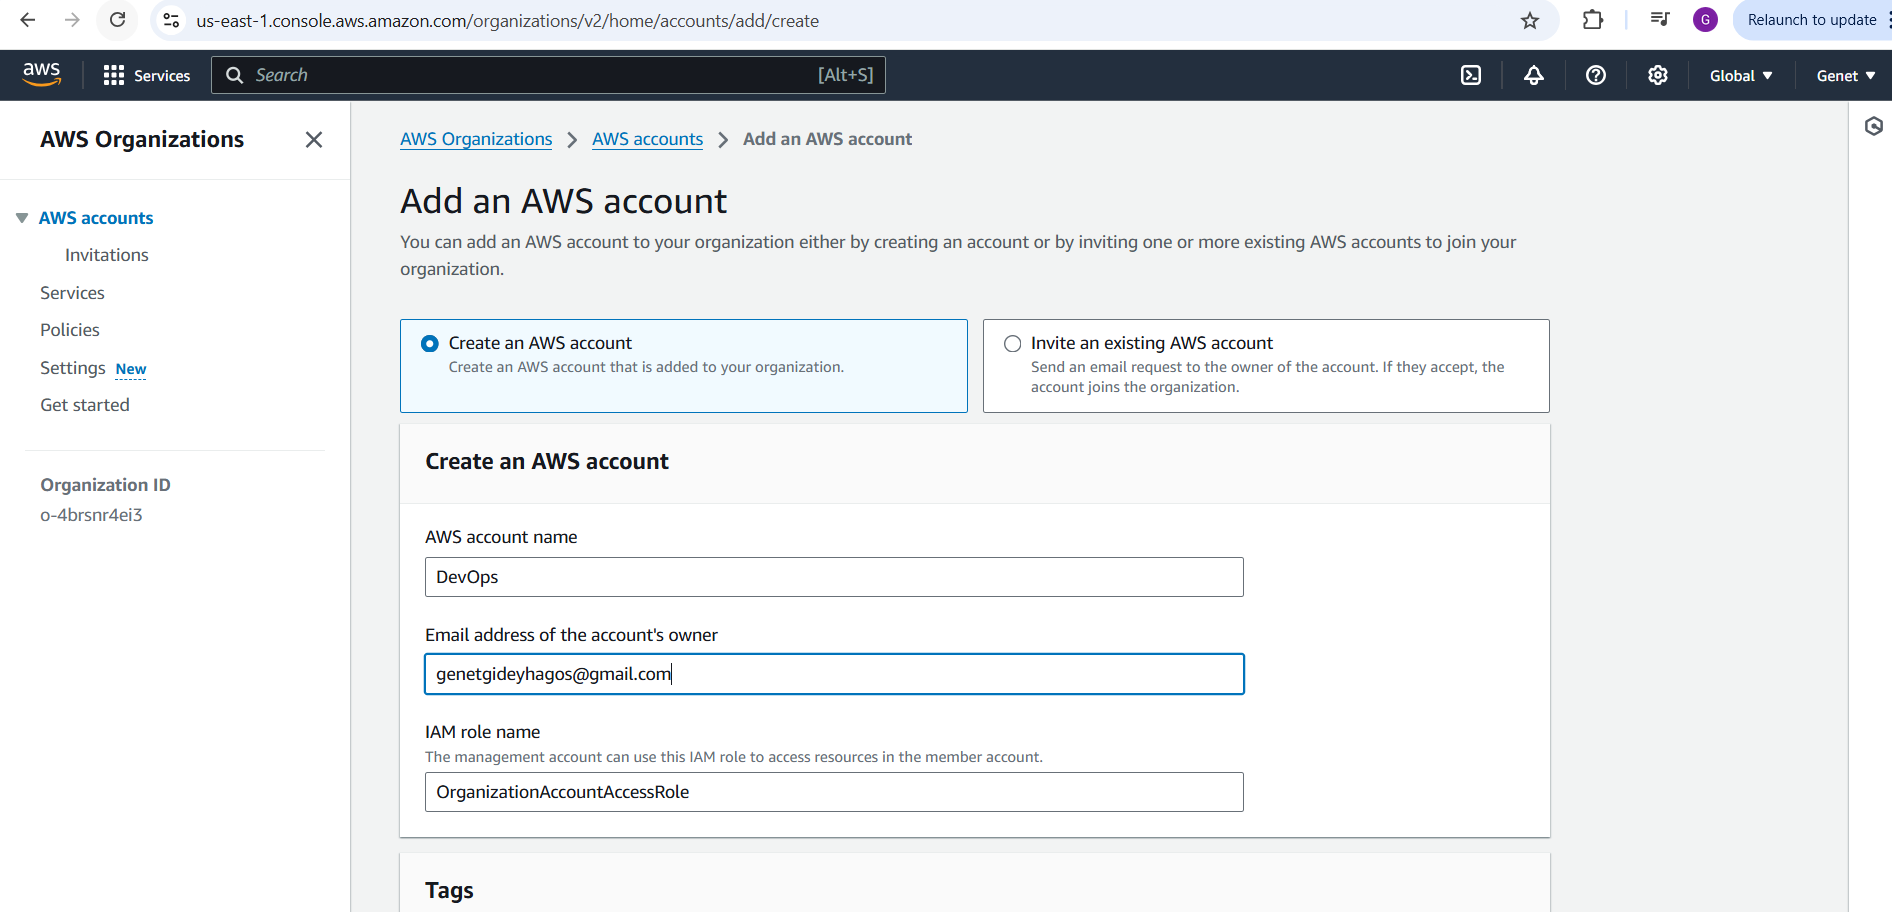 us-east-1.console.aws.amazon.com/organizations/v2/home/accounts/add/create
G
Relaunch to update
aws
Services
Search
[Alt+S]
Global
Genet
AWS Organizations
AWS accounts
Invitations
Services
Policies
Settings New
Get started
Organization ID
o-4brsnr4ei3
AWS Organizations > AWS accounts > Add an AWS account
Add an AWS account
You can add an AWS account to your organization either by creating an account or by inviting one or more existing AWS accounts to join your
organization.
Create an AWS account
Create an AWS account that is added to your organization.
Invite an existing AWS account
Send an email request to the owner of the account. If they accept, the
account joins the organization.
Create an AWS account
AWS account name
DevOps
Email address of the account's owner
genetgideyhagos@gmail.com
IAM role name
The management account can use this IAM role to access resources in the member account.
OrganizationAccountAccessRole
Tags